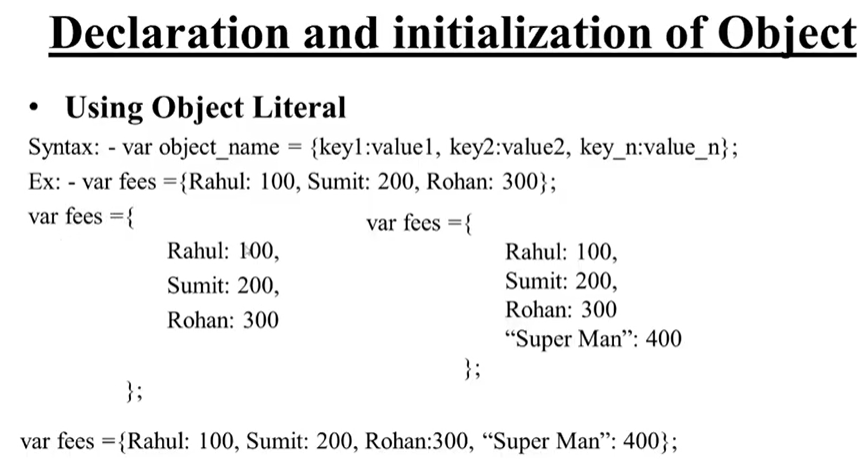 Declaration and initialization of Object
• Using Object Literal
Syntax: - var object_name = {key1:value1, key2:value2, key_n:value_n};
Ex: - var fees ={Rahul: 100, Sumit: 200, Rohan: 300};
var fees ={
Rahul: 100,
Sumit: 200,
Rohan: 300
};
var fees ={
Rahul: 100,
Sumit: 200,
Rohan: 300
“Super Man”: 400
};
var fees ={Rahul: 100, Sumit: 200, Rohan:300, “Super Man”: 400};